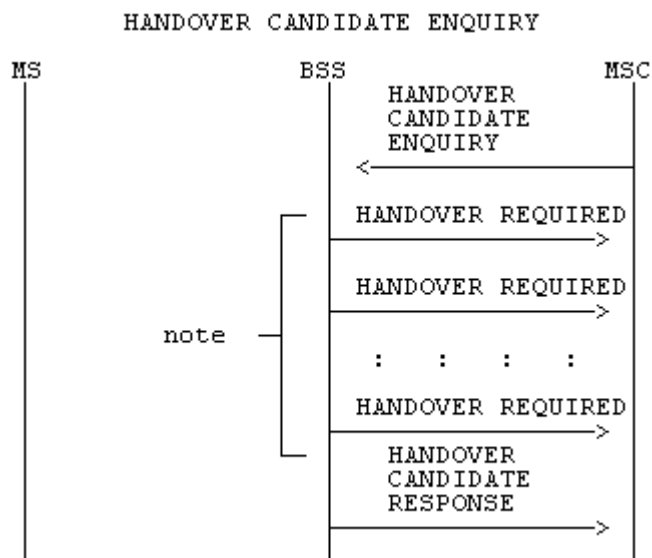 HANDOVER CANDIDATE ENQUIRY
MS BSS MSC
HANDOVER
CANDIDATE
ENQUIRY
HANDOVER REQUIRED
HANDOVER REQUIRED
note
: : : :
HANDOVER REQUIRED
HANDOVER
CANDIDATE
RESPONSE